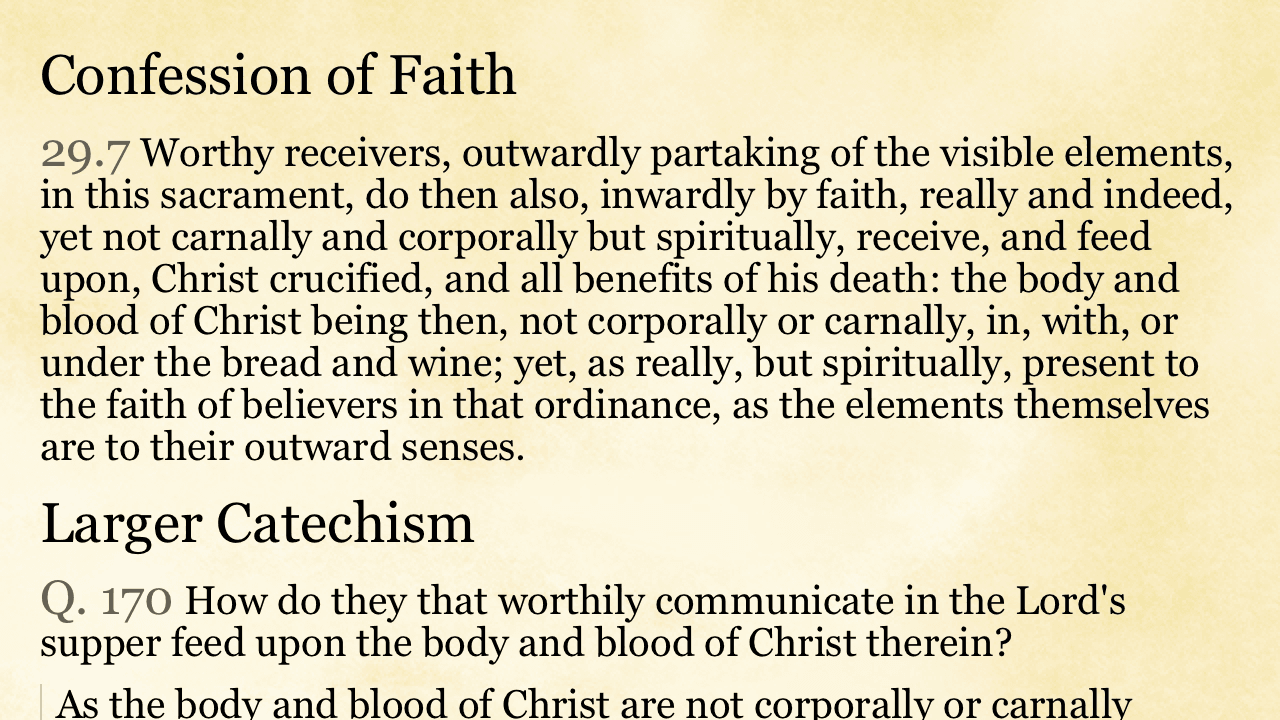 Confession of Faith
29.7 Worthy receivers, outwardly partaking of the visible elements,
in this sacrament, do then also, inwardly by faith, really and indeed,
yet not carnally and corporally but spiritually, receive, and feed
upon, Christ crucified, and all benefits of his death: the body and
blood of Christ being then, not corporally or carnally, in, with, or
under the bread and wine; yet, as really, but spiritually, present to
the faith of believers in that ordinance, as the elements themselves
are to their outward senses.
Larger Catechism
Q. 170 How do they that worthily communicate in the Lord's
supper feed upon the body and blood of Christ therein?
As the body and blood of Christ are not corporally or carnally